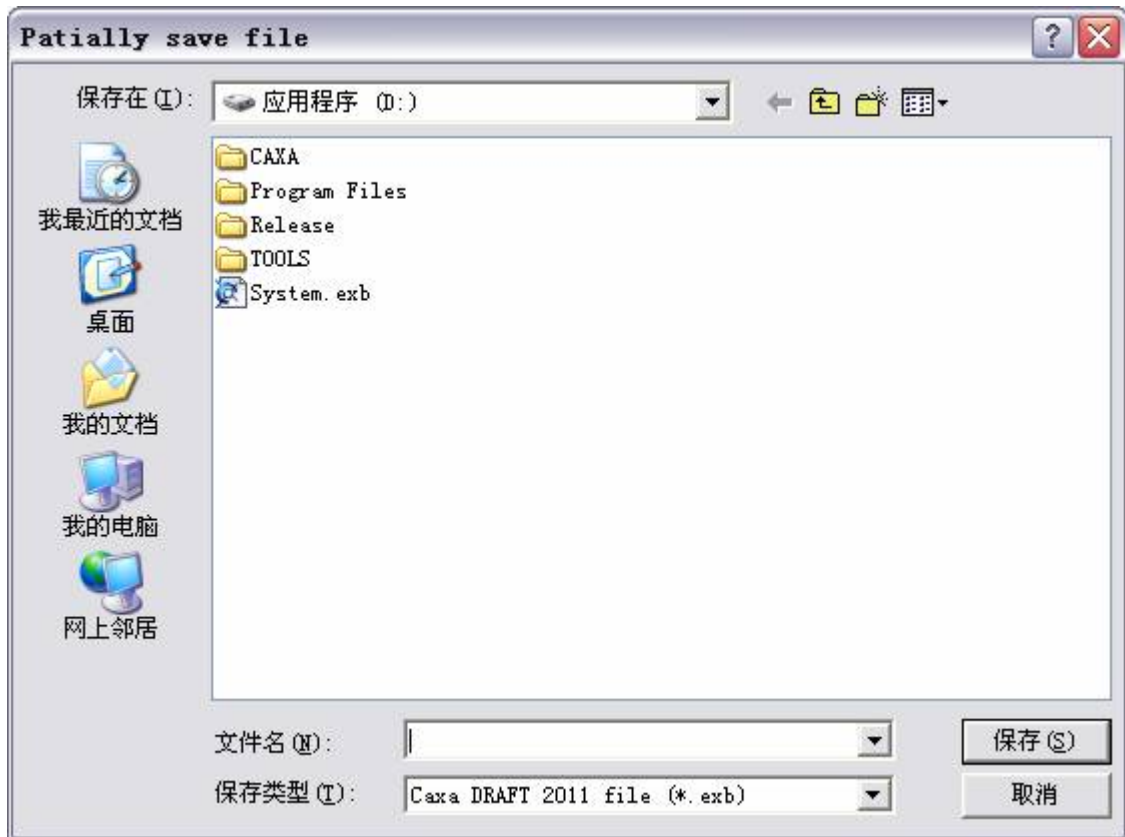 Patially save file
保存在(I):
应用程序 (D:)
我最近的文档
桌面
我的文档
我的电脑
网上邻居
CAXA
Program Files
Release
TOOLS
System.exb
文件名(N):
保存(S)
保存类型(T):
Caxa DRAFT 2011 file (*.exb)
取消